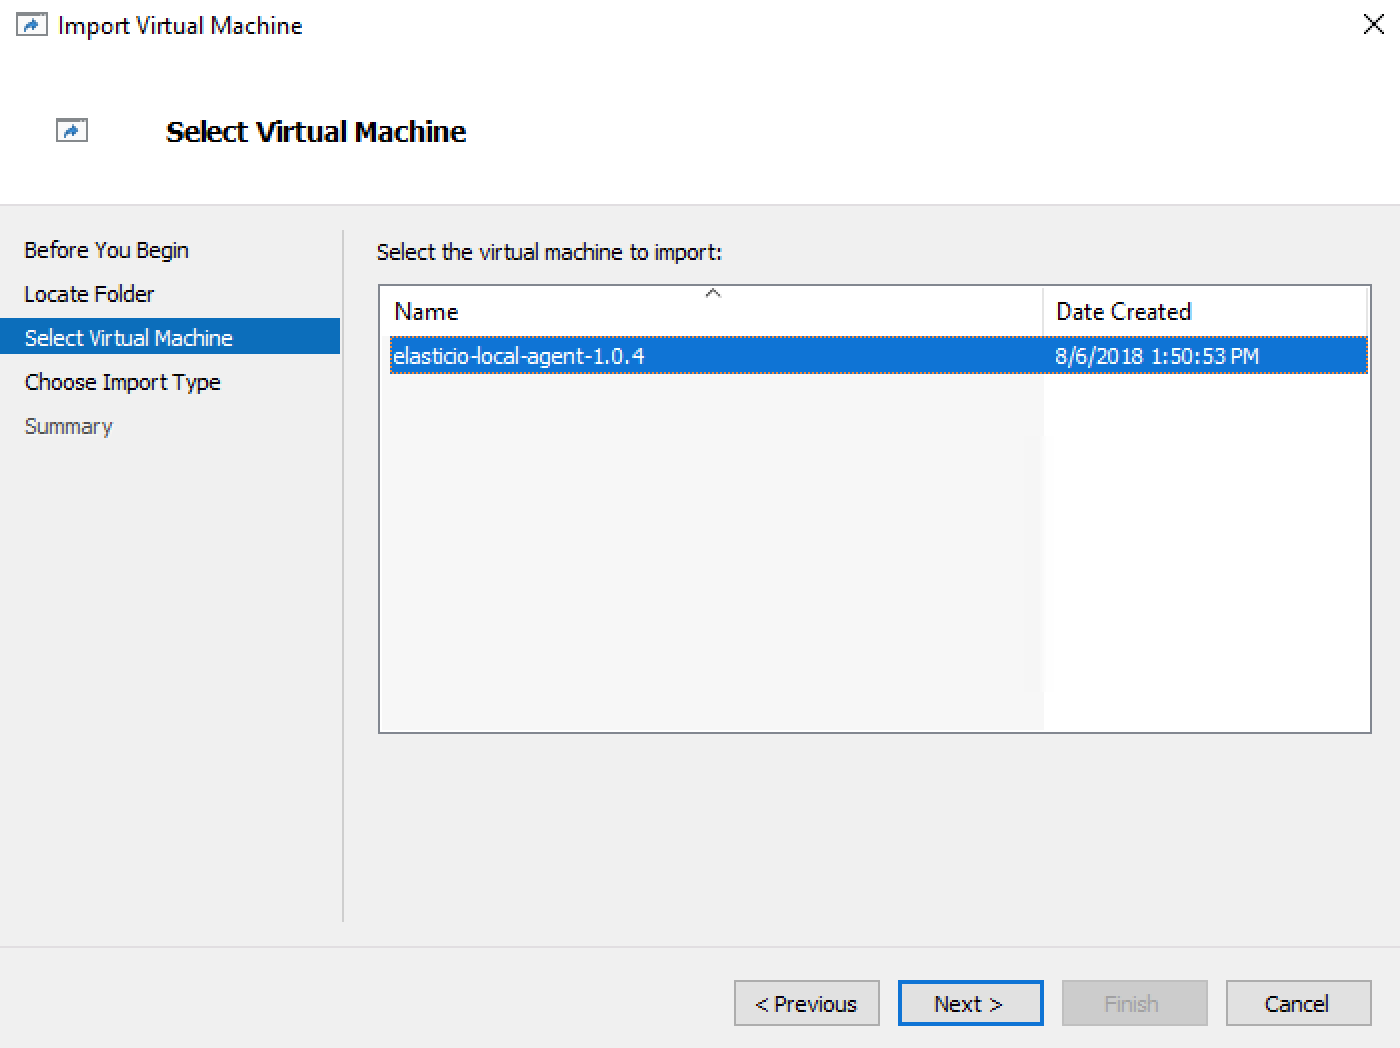 Import Virtual Machine
Select Virtual Machine
Before You Begin
Locate Folder
Select Virtual Machine
Choose Import Type
Summary
Select the virtual machine to import:
Name Date Created
elasticio-local-agent-1.0.4 8/6/2018 1:50:53 PM
< Previous Next > Finish Cancel